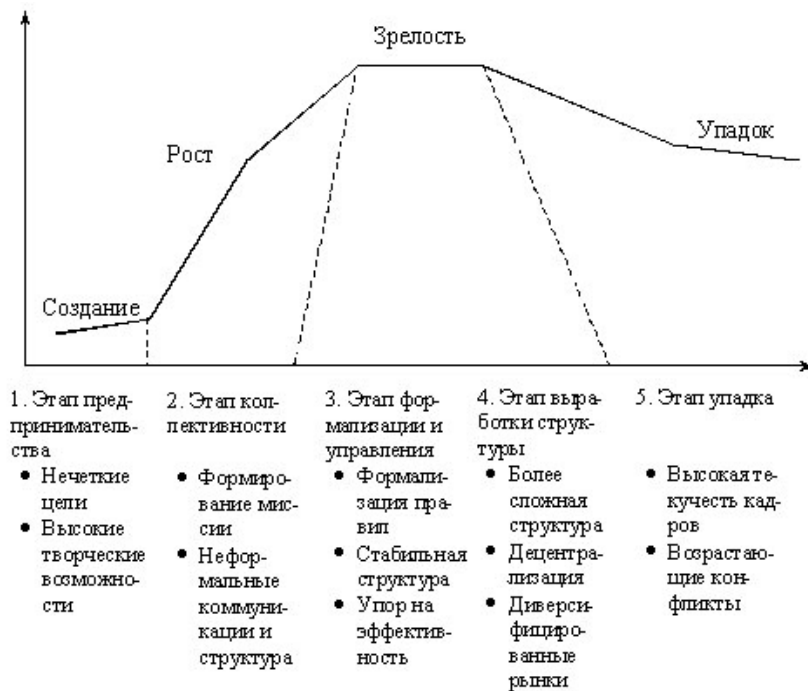 Зрелость
Рост
Упадок
Создание
1. Этап пред-
приниматель-
ства
• Нечеткие
цели
• Высокие
творческие
возможно-
сти
2. Этап кол-
лективности
• Формиро-
вание мис-
сии
• Нефор-
мальные
коммуни-
кации и
структура
3. Этап фор-
мализации и
управления
• Формали-
зация пра-
вил
• Стабильная
структура
• Упор на
эффектив-
ность
4. Этап выра-
ботки струк-
туры
• Более
сложная
структура
• Децентра-
лизация
• Диверси-
фициро-
ванные
рынки
5. Этап упадка
• Высокая те-
кучесть кад-
ров
• Возрастаю-
щие кон-
фликты